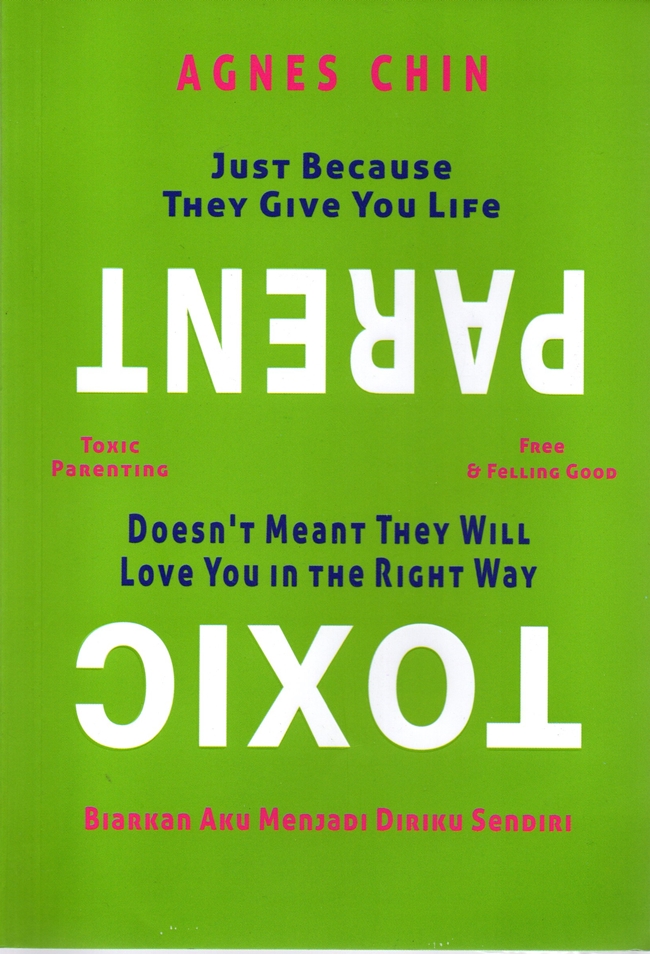 AGNES CHIN
Just Because
They Give You Life
PARENT
Toxic
Parenting
Free
& Felling Good
Doesn't Meant They Will
Love You in the Right Way
TOXIC
Biarkan Aku Menjadi Diriku Sendiri